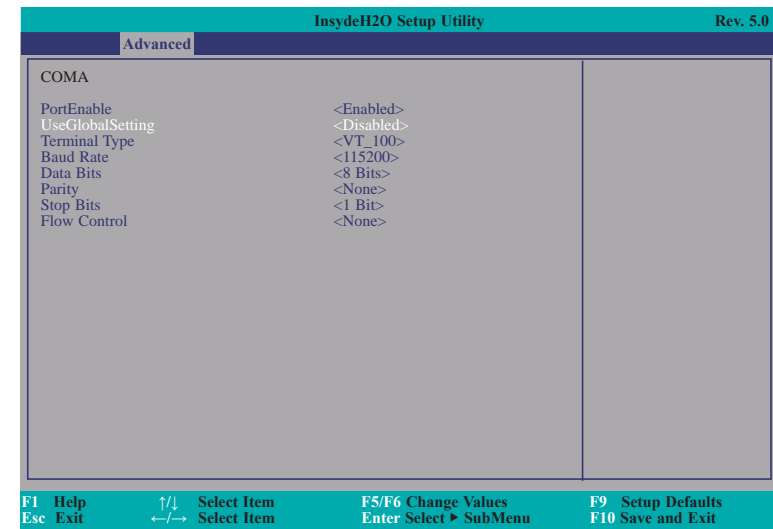 InsydeH2O Setup Utility Rev. 5.0
Advanced
COMA
PortEnable <Enabled>
UseGlobalSetting <Disabled>
Terminal Type <VT_100>
Baud Rate <115200>
Data Bits <8 Bits>
Parity <None>
Stop Bits <1 Bit>
Flow Control <None>
F1 Help ↑/↓ Select Item F5/F6 Change Values F9 Setup Defaults
Esc Exit ←/→ Select Item Enter Select ► SubMenu F10 Save and Exit